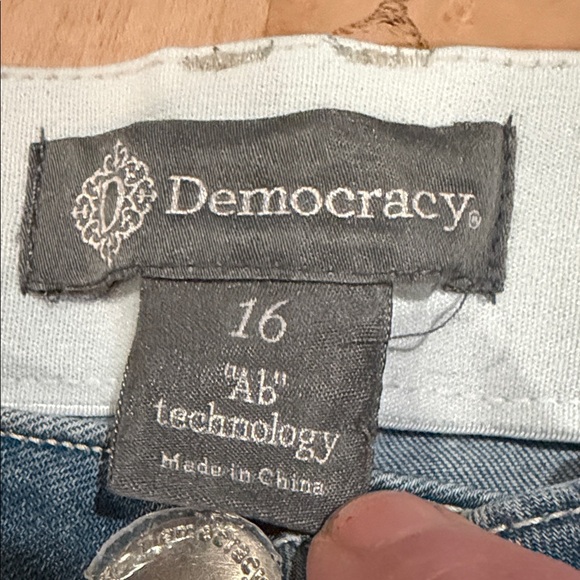 D
Democracy®
16
"Ab"
technology
Made in China